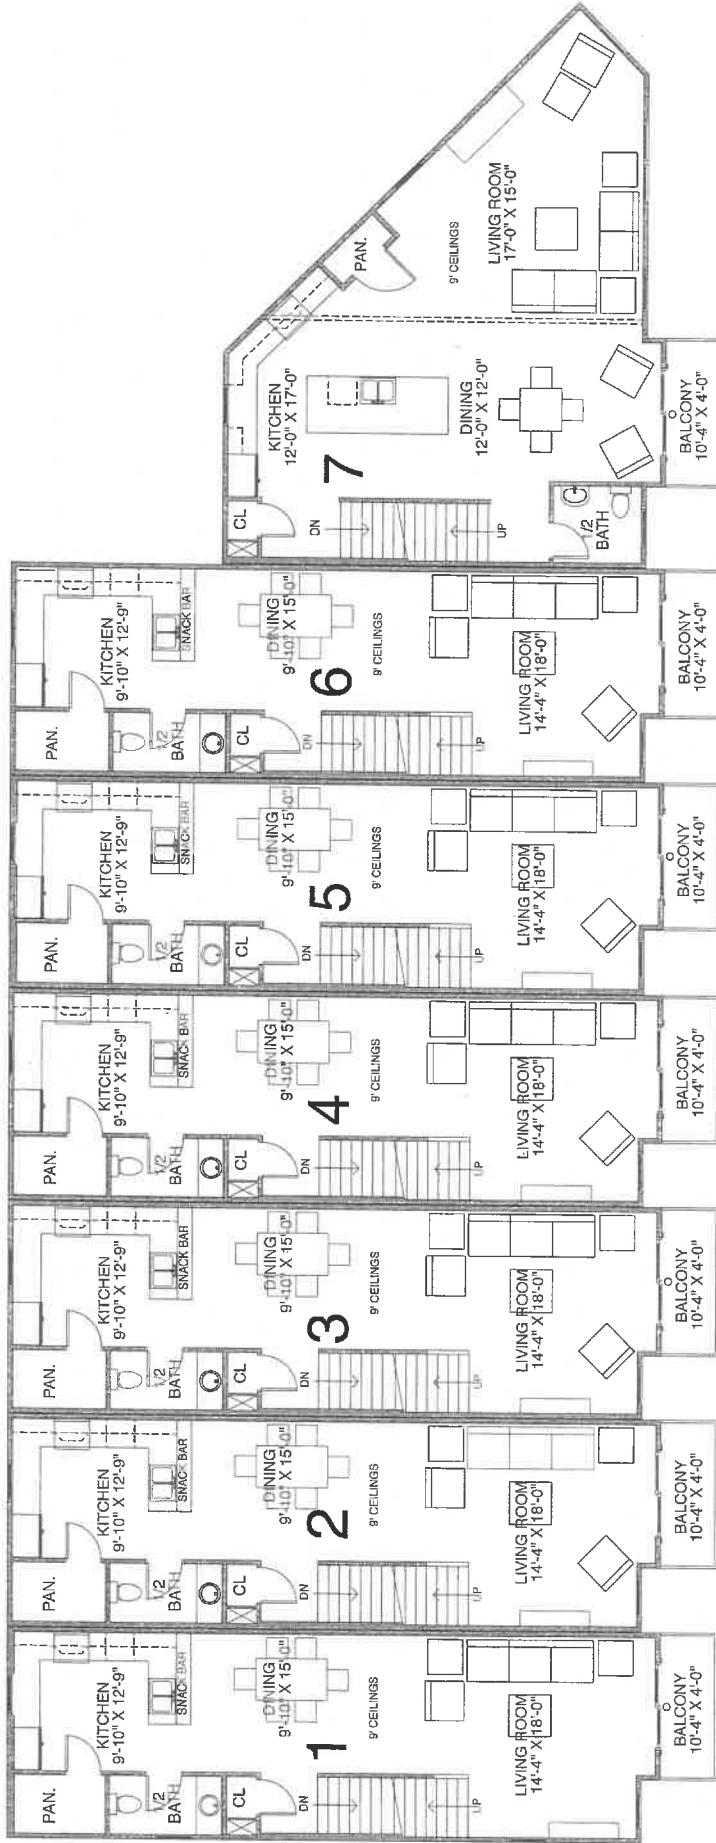 PAN.
KITCHEN
9'-10" X 12'-9"
SNACK BAR
1/2
BATH
CL
DINING
9'-10" X 15'-0"
1
DN
9' CEILINGS
UP
LIVING ROOM
14'-4" X 18'-0"
BALCONY
10'-4" X 4'-0"
PAN.
KITCHEN
9'-10" X 12'-9"
SNACK BAR
1/2
BATH
CL
DINING
9'-10" X 15'-0"
2
DN
9' CEILINGS
UP
LIVING ROOM
14'-4" X 18'-0"
BALCONY
10'-4" X 4'-0"
PAN.
KITCHEN
9'-10" X 12'-9"
SNACK BAR
1/2
BATH
CL
DINING
9'-10" X 15'-0"
3
DN
9' CEILINGS
UP
LIVING ROOM
14'-4" X 18'-0"
BALCONY
10'-4" X 4'-0"
PAN.
KITCHEN
9'-10" X 12'-9"
SNACK BAR
1/2
BATH
CL
DINING
9'-10" X 15'-0"
4
DN
9' CEILINGS
UP
LIVING ROOM
14'-4" X 18'-0"
BALCONY
10'-4" X 4'-0"
PAN.
KITCHEN
9'-10" X 12'-9"
SNACK BAR
1/2
BATH
CL
DINING
9'-10" X 15'-0"
5
DN
9' CEILINGS
UP
LIVING ROOM
14'-4" X 18'-0"
BALCONY
10'-4" X 4'-0"
PAN.
KITCHEN
9'-10" X 12'-9"
SNACK BAR
1/2
BATH
CL
DINING
9'-10" X 15'-0"
6
DN
9' CEILINGS
UP
LIVING ROOM
14'-4" X 18'-0"
BALCONY
10'-4" X 4'-0"
CL
KITCHEN
12'-0" X 17'-0"
7
DN
UP
DINING
12'-0" X 12'-0"
1/2
BATH
PAN.
9' CEILINGS
LIVING ROOM
17'-0" X 15'-0"
BALCONY
10'-4" X 4'-0"